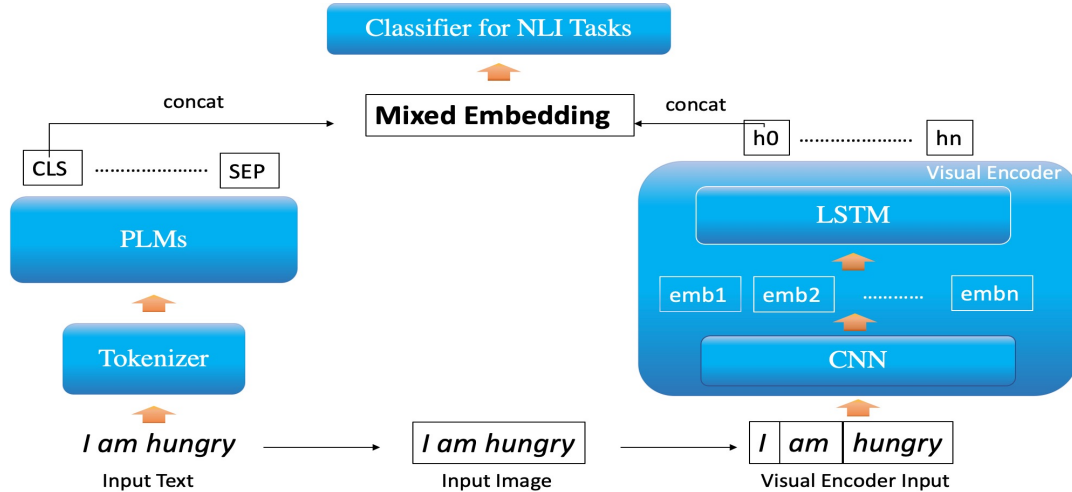 Classifier for NLI Tasks
concat
Mixed Embedding
concat
CLS ...................... SEP
h0 ...................... hn
Visual Encoder
PLMs
LSTM
emb1 emb2 ............ embn
Tokenizer
CNN
I am hungry
I am hungry
I am hungry
Input Text
Input Image
Visual Encoder Input